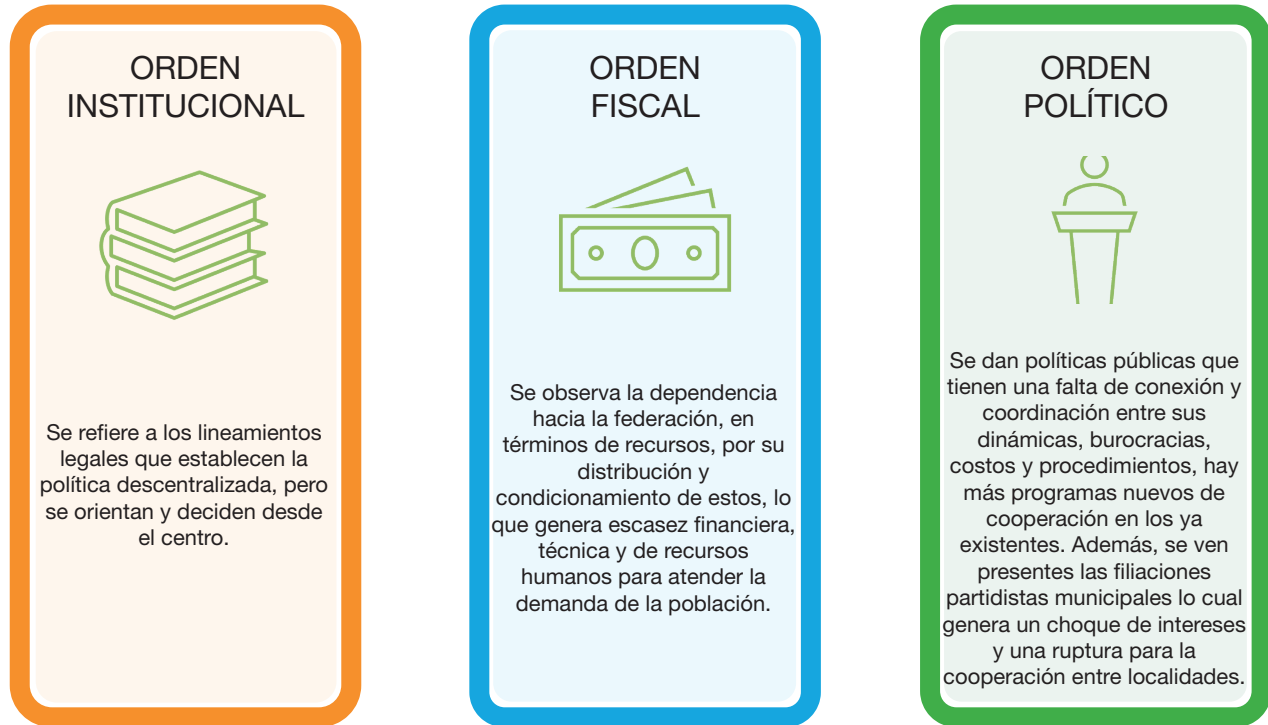 ORDEN
INSTITUCIONAL
Se refiere a los lineamientos
legales que establecen la
política descentralizada, pero
se orientan y deciden desde
el centro.
ORDEN
FISCAL
Se observa la dependencia
hacia la federación, en
términos de recursos, por su
distribución y
condicionamiento de estos, lo
que genera escasez financiera,
técnica y de recursos
humanos para atender la
demanda de la población.
ORDEN
POLÍTICO
Se dan políticas públicas que
tienen una falta de conexión y
coordinación entre sus
dinámicas, burocracias,
costos y procedimientos, hay
más programas nuevos de
cooperación en los ya
existentes. Además, se ven
presentes las filiaciones
partidistas municipales lo cual
genera un choque de intereses
y una ruptura para la
cooperación entre localidades.